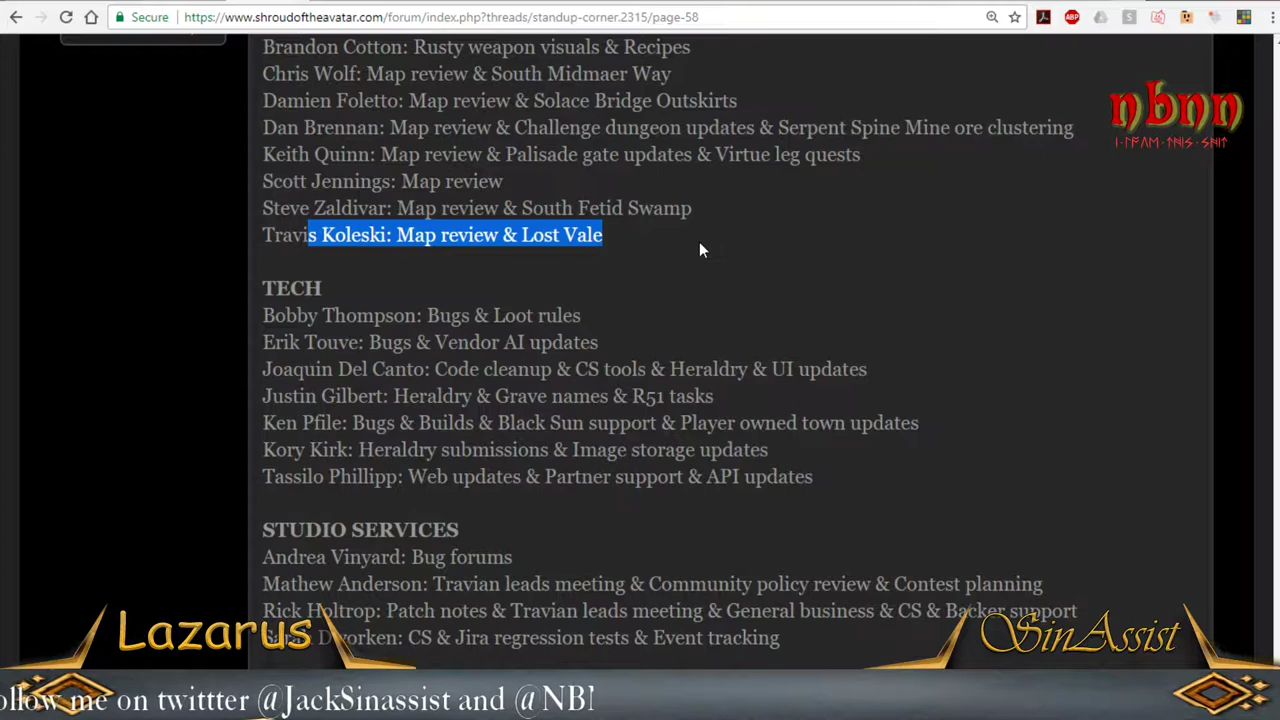 Secure https://www.shroudoftheavatar.com/forum/index.php?threads/standup-corner.2315/page-58
ABP
S
Brandon Cotton: Rusty weapon visuals & Recipes
Chris Wolf: Map review & South Midmaer Way
Damien Foletto: Map review & Solace Bridge Outskirts
nbnn
Dan Brennan: Map review & Challenge dungeon updates & Serpent Spine Mine ore clustering
Keith Quinn: Map review & Palisade gate updates & Virtue leg quests
Scott Jennings: Map review
Steve Zaldivar: Map review & South Fetid Swamp
Travis Koleski: Map review & Lost Vale
TECH
Bobby Thompson: Bugs & Loot rules
Erik Touve: Bugs & Vendor AI updates
Joaquin Del Canto: Code cleanup & CS tools & Heraldry & UI updates
Justin Gilbert: Heraldry & Grave names & R51 tasks
Ken Pfile: Bugs & Builds & Black Sun support & Player owned town updates
Kory Kirk: Heraldry submissions & Image storage updates
Tassilo Phillipp: Web updates & Partner support & API updates
STUDIO SERVICES
Andrea Vinyard: Bug forums
Mathew Anderson: Travian leads meeting & Community policy review & Contest planning
Rick Holtrop: Patch notes & Travian leads meeting & General business & CS & Backer support
CS & Jira regression tests & Event tracking
Lazarus
SinAssist
ollow me on twittter @JackSinassist and @NBN